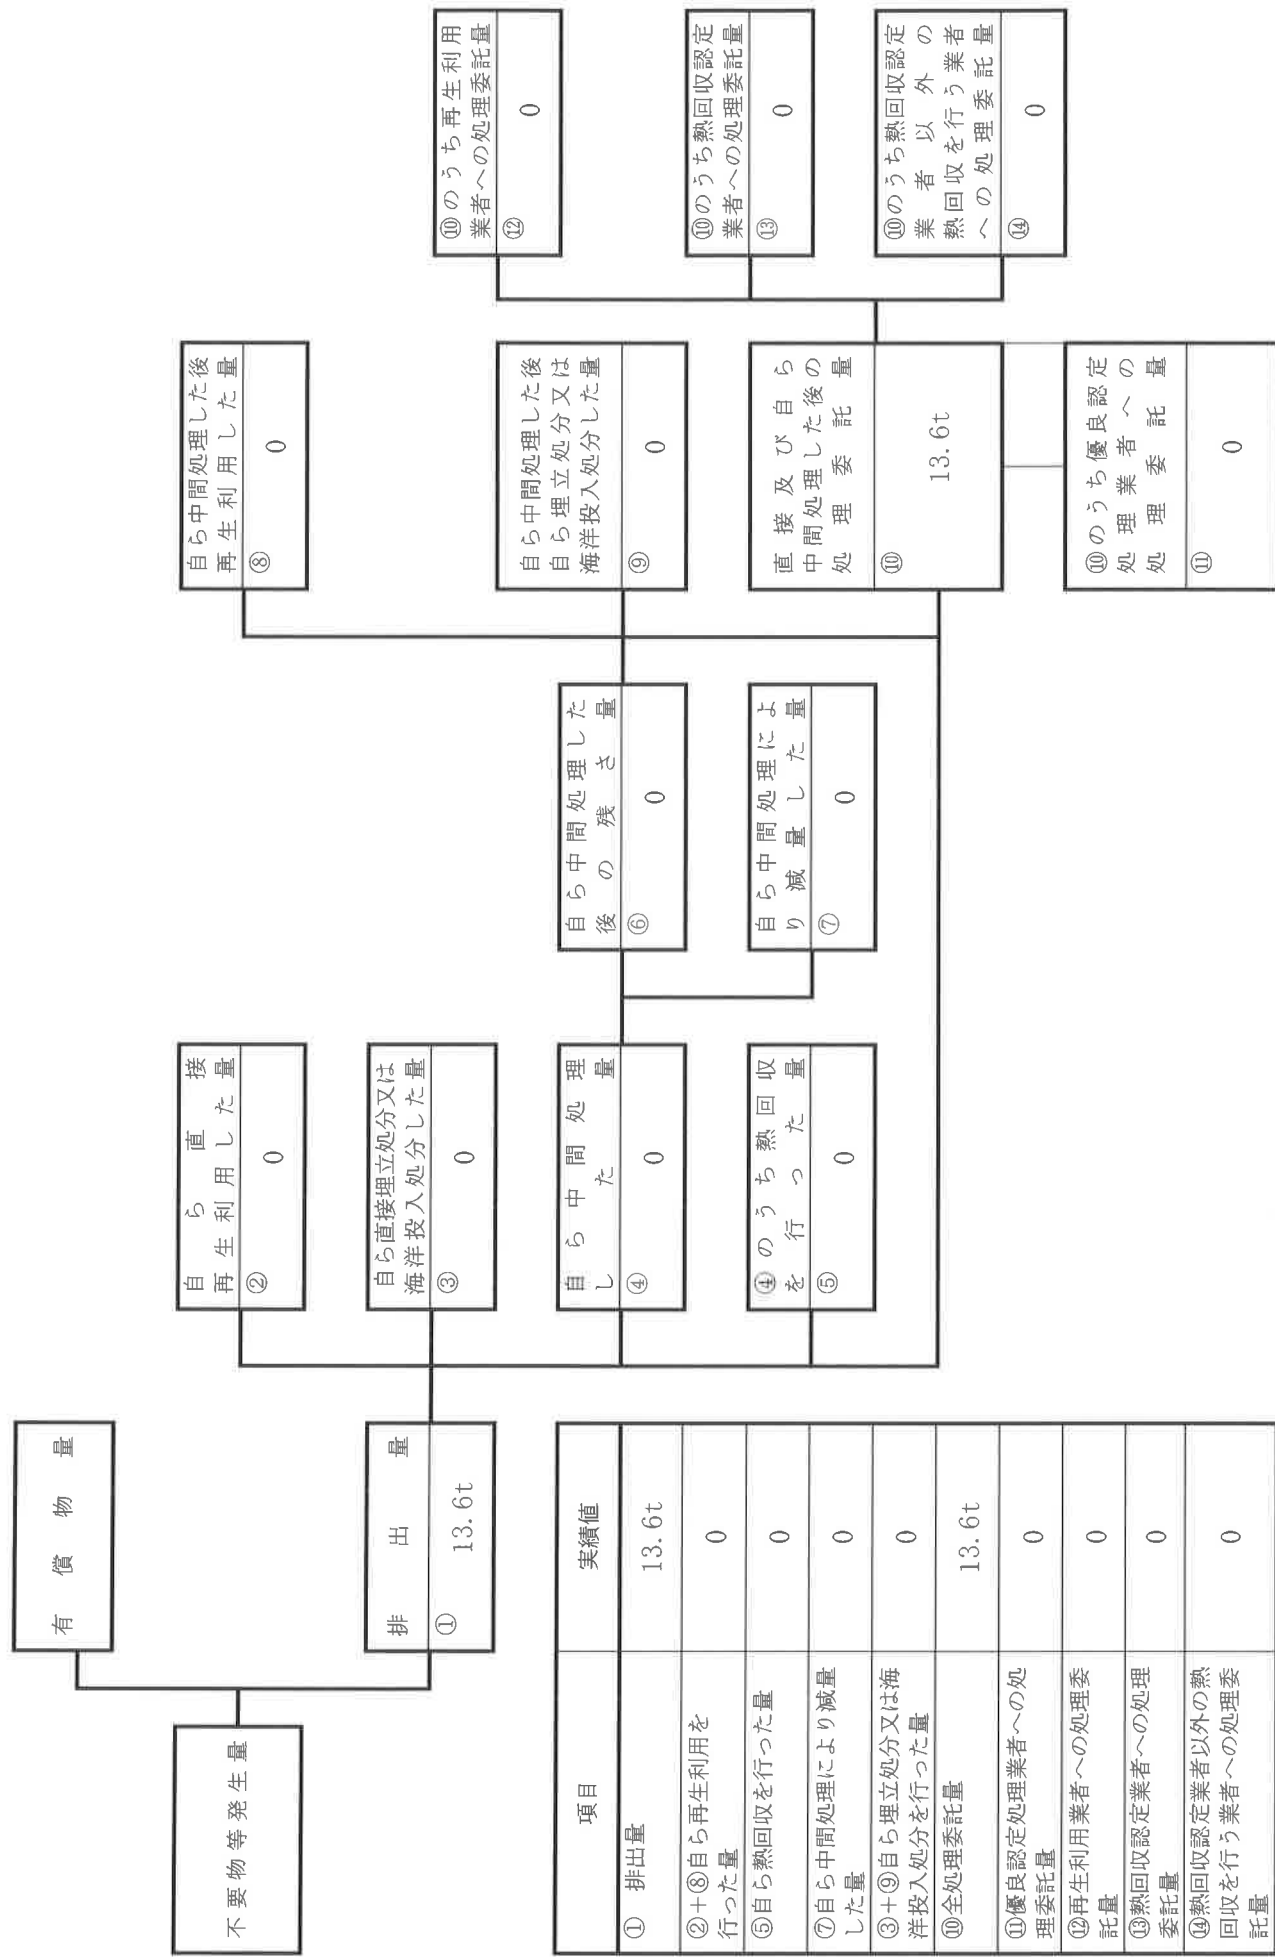 不要物等発生量
有償物量
排出量
①
13.6t
自ら直接
再生利用した量
②
0
自ら直接埋立処分又は
海洋投入処分した量
③
0
自ら中間処理
した量
④
0
④のうち熱回収
を行った量
⑤
0
自ら中間処理した
後の残さ量
⑥
0
自ら中間処理によ
り減量した量
⑦
0
自ら中間処理した後
再生利用した量
⑧
0
自ら中間処理した後
自ら埋立処分又は
海洋投入処分した量
⑨
0
直接及び自ら
中間処理した後の
処理委託量
⑩
13.6t
⑩のうち優良認定
処理業者への
処理委託量
⑪
0
⑩のうち再生利用
業者への処理委託量
⑫
0
⑩のうち熱回収認定
業者への処理委託量
⑬
0
⑩のうち熱回収認定
業者以外の
熱回収を行う業者
への処理委託量
⑭
0
項目 実績値
① 排出量 13.6t
②+⑧自ら再生利用を
行った量 0
⑤自ら熱回収を行った量 0
⑦自ら中間処理により減量
した量 0
③+⑨自ら埋立処分又は海
洋投入処分を行った量 0
⑩全処理委託量 13.6t
⑪優良認定処理業者への処
理委託量 0
⑫再生利用業者への処理委
託量 0
⑬熱回収認定業者への処理
委託量 0
⑭熱回収認定業者以外の熱
回収を行う業者への処理委
託量 0